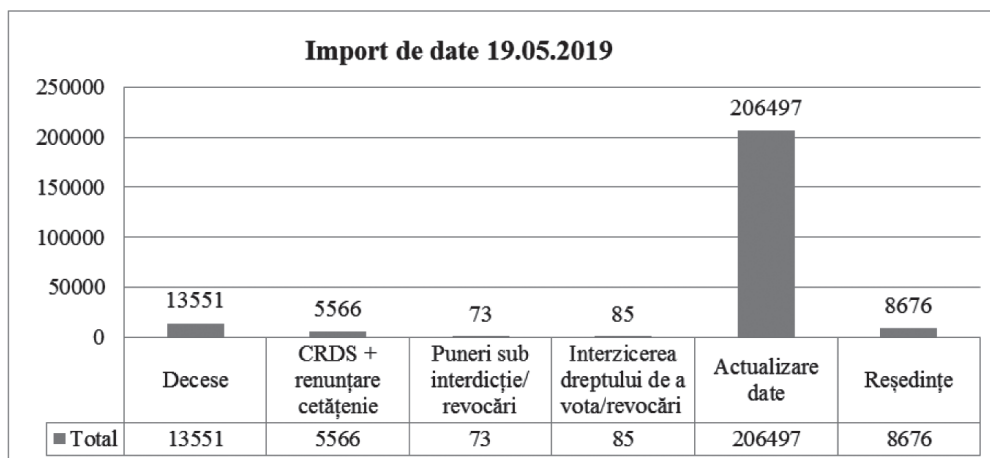 Import de date 19.05.2019
250000
200000
150000
100000
50000
0
13551
5566
73
85
206497
8676
Decese
CRDS +
renunțare
cetățenie
Puneri sub
interdicție/
revocări
Interzicerea
dreptului de a
vota/revocări
Actualizare
date
Reședințe
Total 13551 5566 73 85 206497 8676